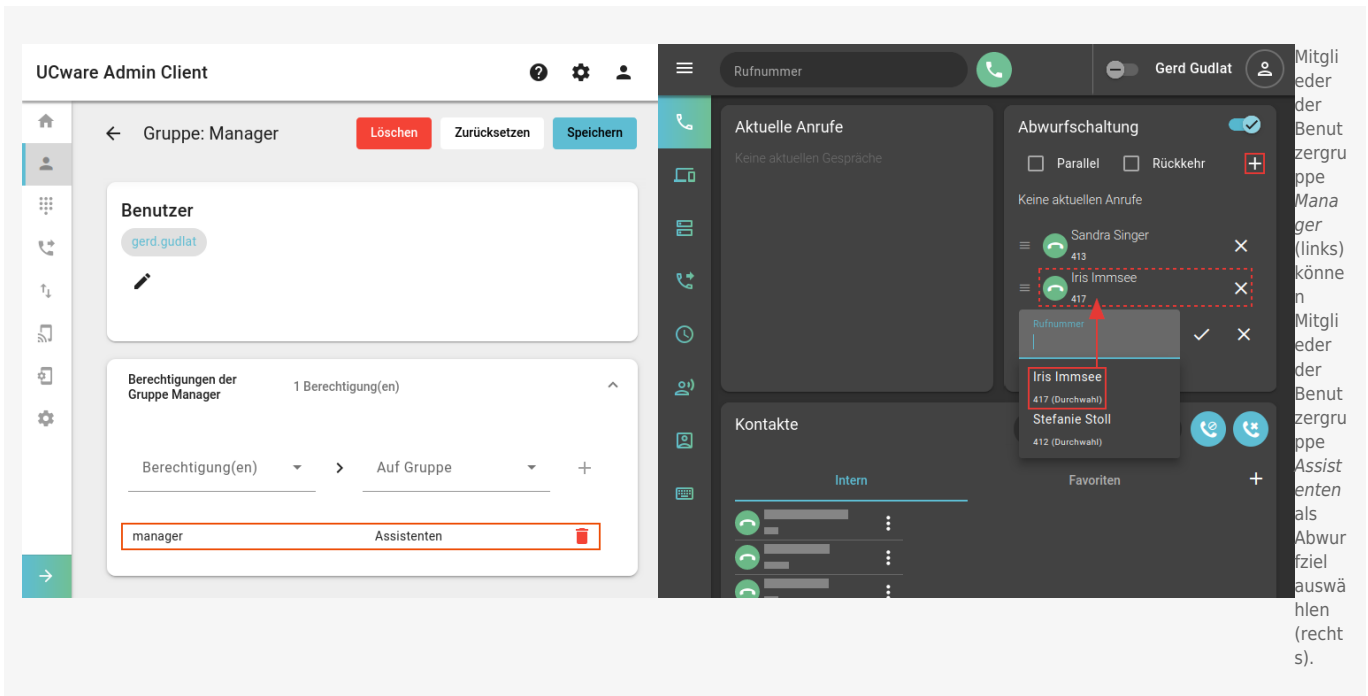 UCware Admin Client
Gruppe: Manager
Löschen
Zurücksetzen
Speichern
Benutzer
gerd.gudlat
Berechtigungen der
Gruppe Manager
1 Berechtigung(en)
Berechtigung(en)
Auf Gruppe
manager
Assistenten
Rufnummer
Gerd Gudlat
Aktuelle Anrufe
Keine aktuellen Gespräche
Abwurfschaltung
Parallel
Rückkehr
Keine aktuellen Anrufe
Sandra Singer
413
Iris Immsee
417
Rufnummer
Iris Immsee
417 (Durchwahl)
Stefanie Stoll
412 (Durchwahl)
Kontakte
Intern
Favoriten
Mitgli
eder
der
Benut
zergru
ppe
Mana
ger
(links)
könne
n
Mitgli
eder
der
Benut
zergru
ppe
Assist
enten
als
Abwur
fziel
auswä
hlen
(recht
s).